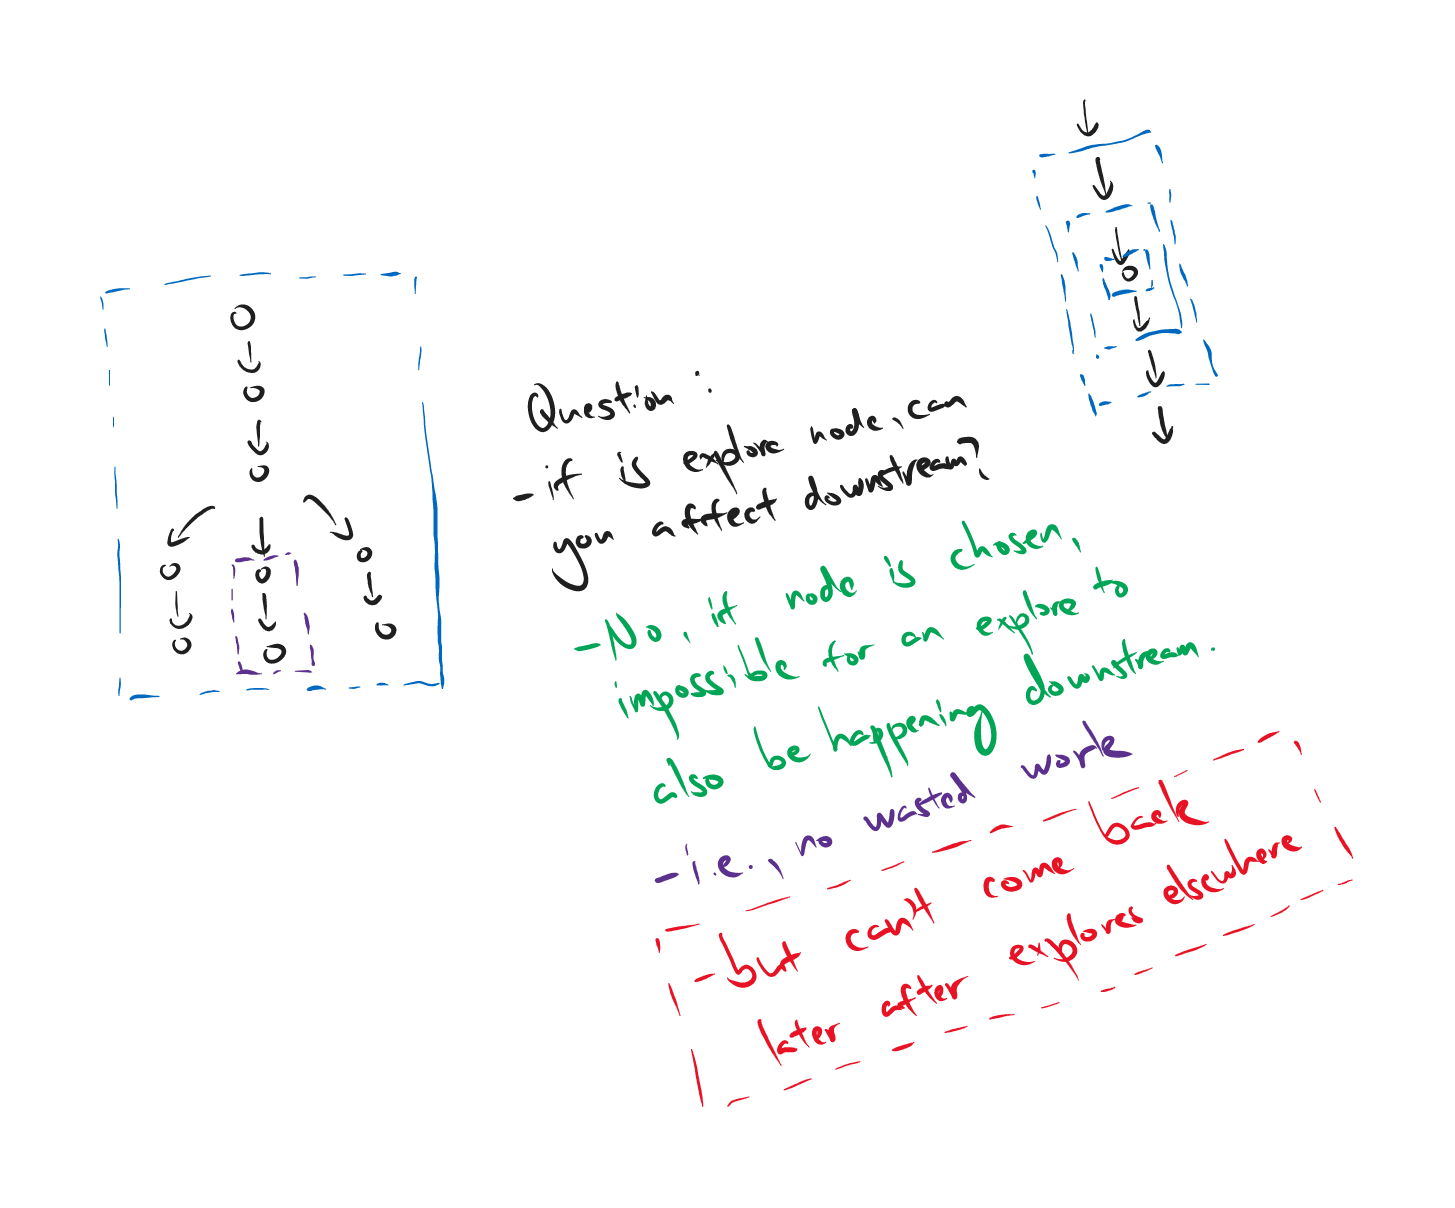 Question:
- if is explore node, can
you affect downstream?
- No, if node is chosen,
impossible for an explore to
also be happening downstream.
- i.e., no wasted work
- but can't come back
later after explores elsewhere